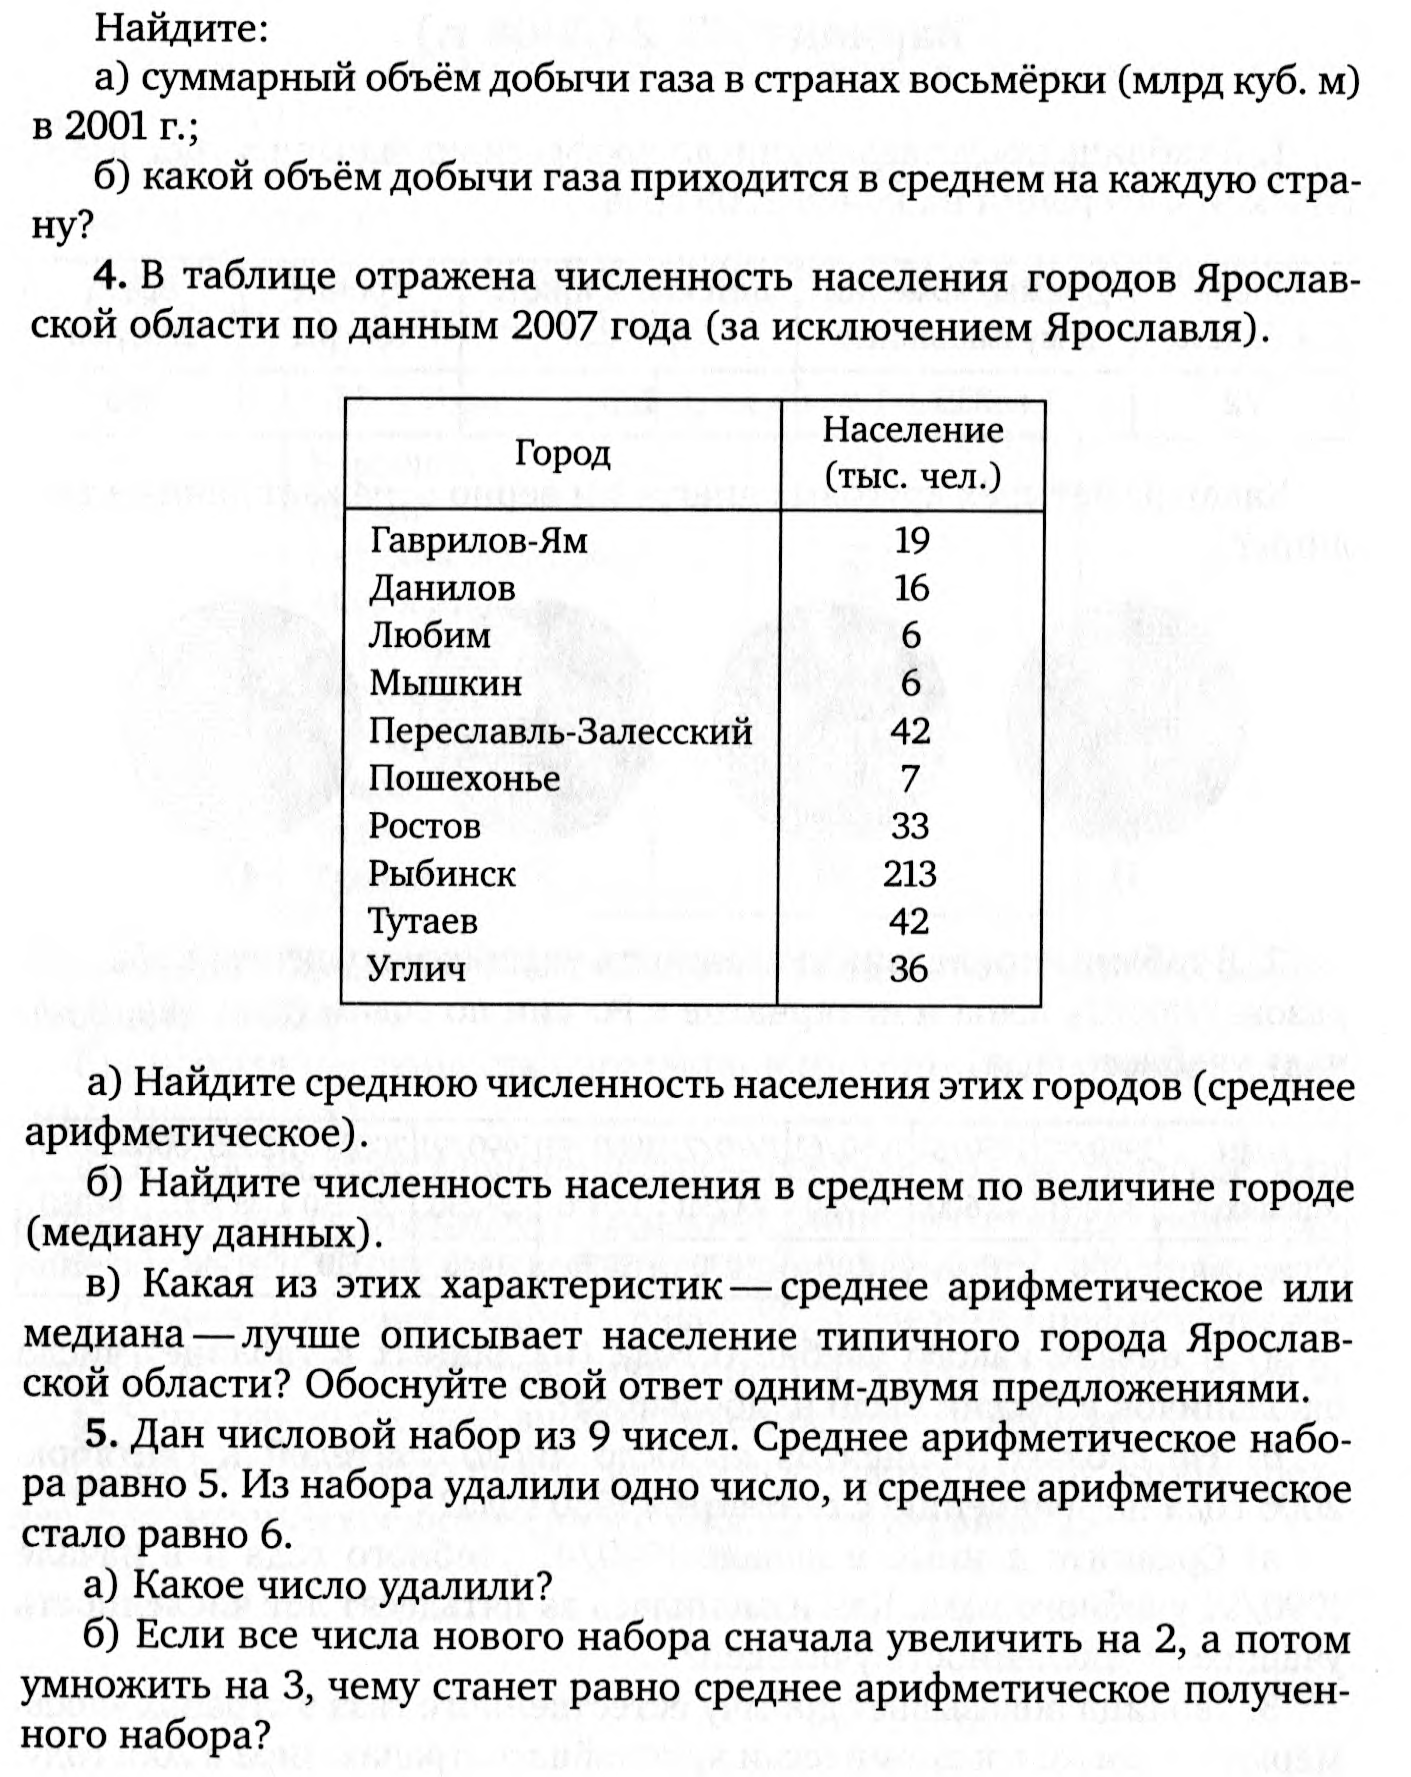 Найдите:
а) суммарный объём добычи газа в странах восьмёрки (млрд куб. м)
в 2001 г.;
б) какой объём добычи газа приходится в среднем на каждую стра-
ну?
4. В таблице отражена численность населения городов Ярослав-
ской области по данным 2007 года (за исключением Ярославля).
Город Население
(тыс. чел.)
Гаврилов-Ям 19
Данилов 16
Любим 6
Мышкин 6
Переславль-Залесский 42
Пошехонье 7
Ростов 33
Рыбинск 213
Тутаев 42
Углич 36
а) Найдите среднюю численность населения этих городов (среднее
арифметическое).
б) Найдите численность населения в среднем по величине городе
(медиану данных).
в) Какая из этих характеристик — среднее арифметическое или
медиана — лучше описывает население типичного города Ярослав-
ской области? Обоснуйте свой ответ одним-двумя предложениями.
5. Дан числовой набор из 9 чисел. Среднее арифметическое набо-
ра равно 5. Из набора удалили одно число, и среднее арифметическое
стало равно 6.
а) Какое число удалили?
б) Если все числа нового набора сначала увеличить на 2, а потом
умножить на 3, чему станет равно среднее арифметическое получен-
ного набора?